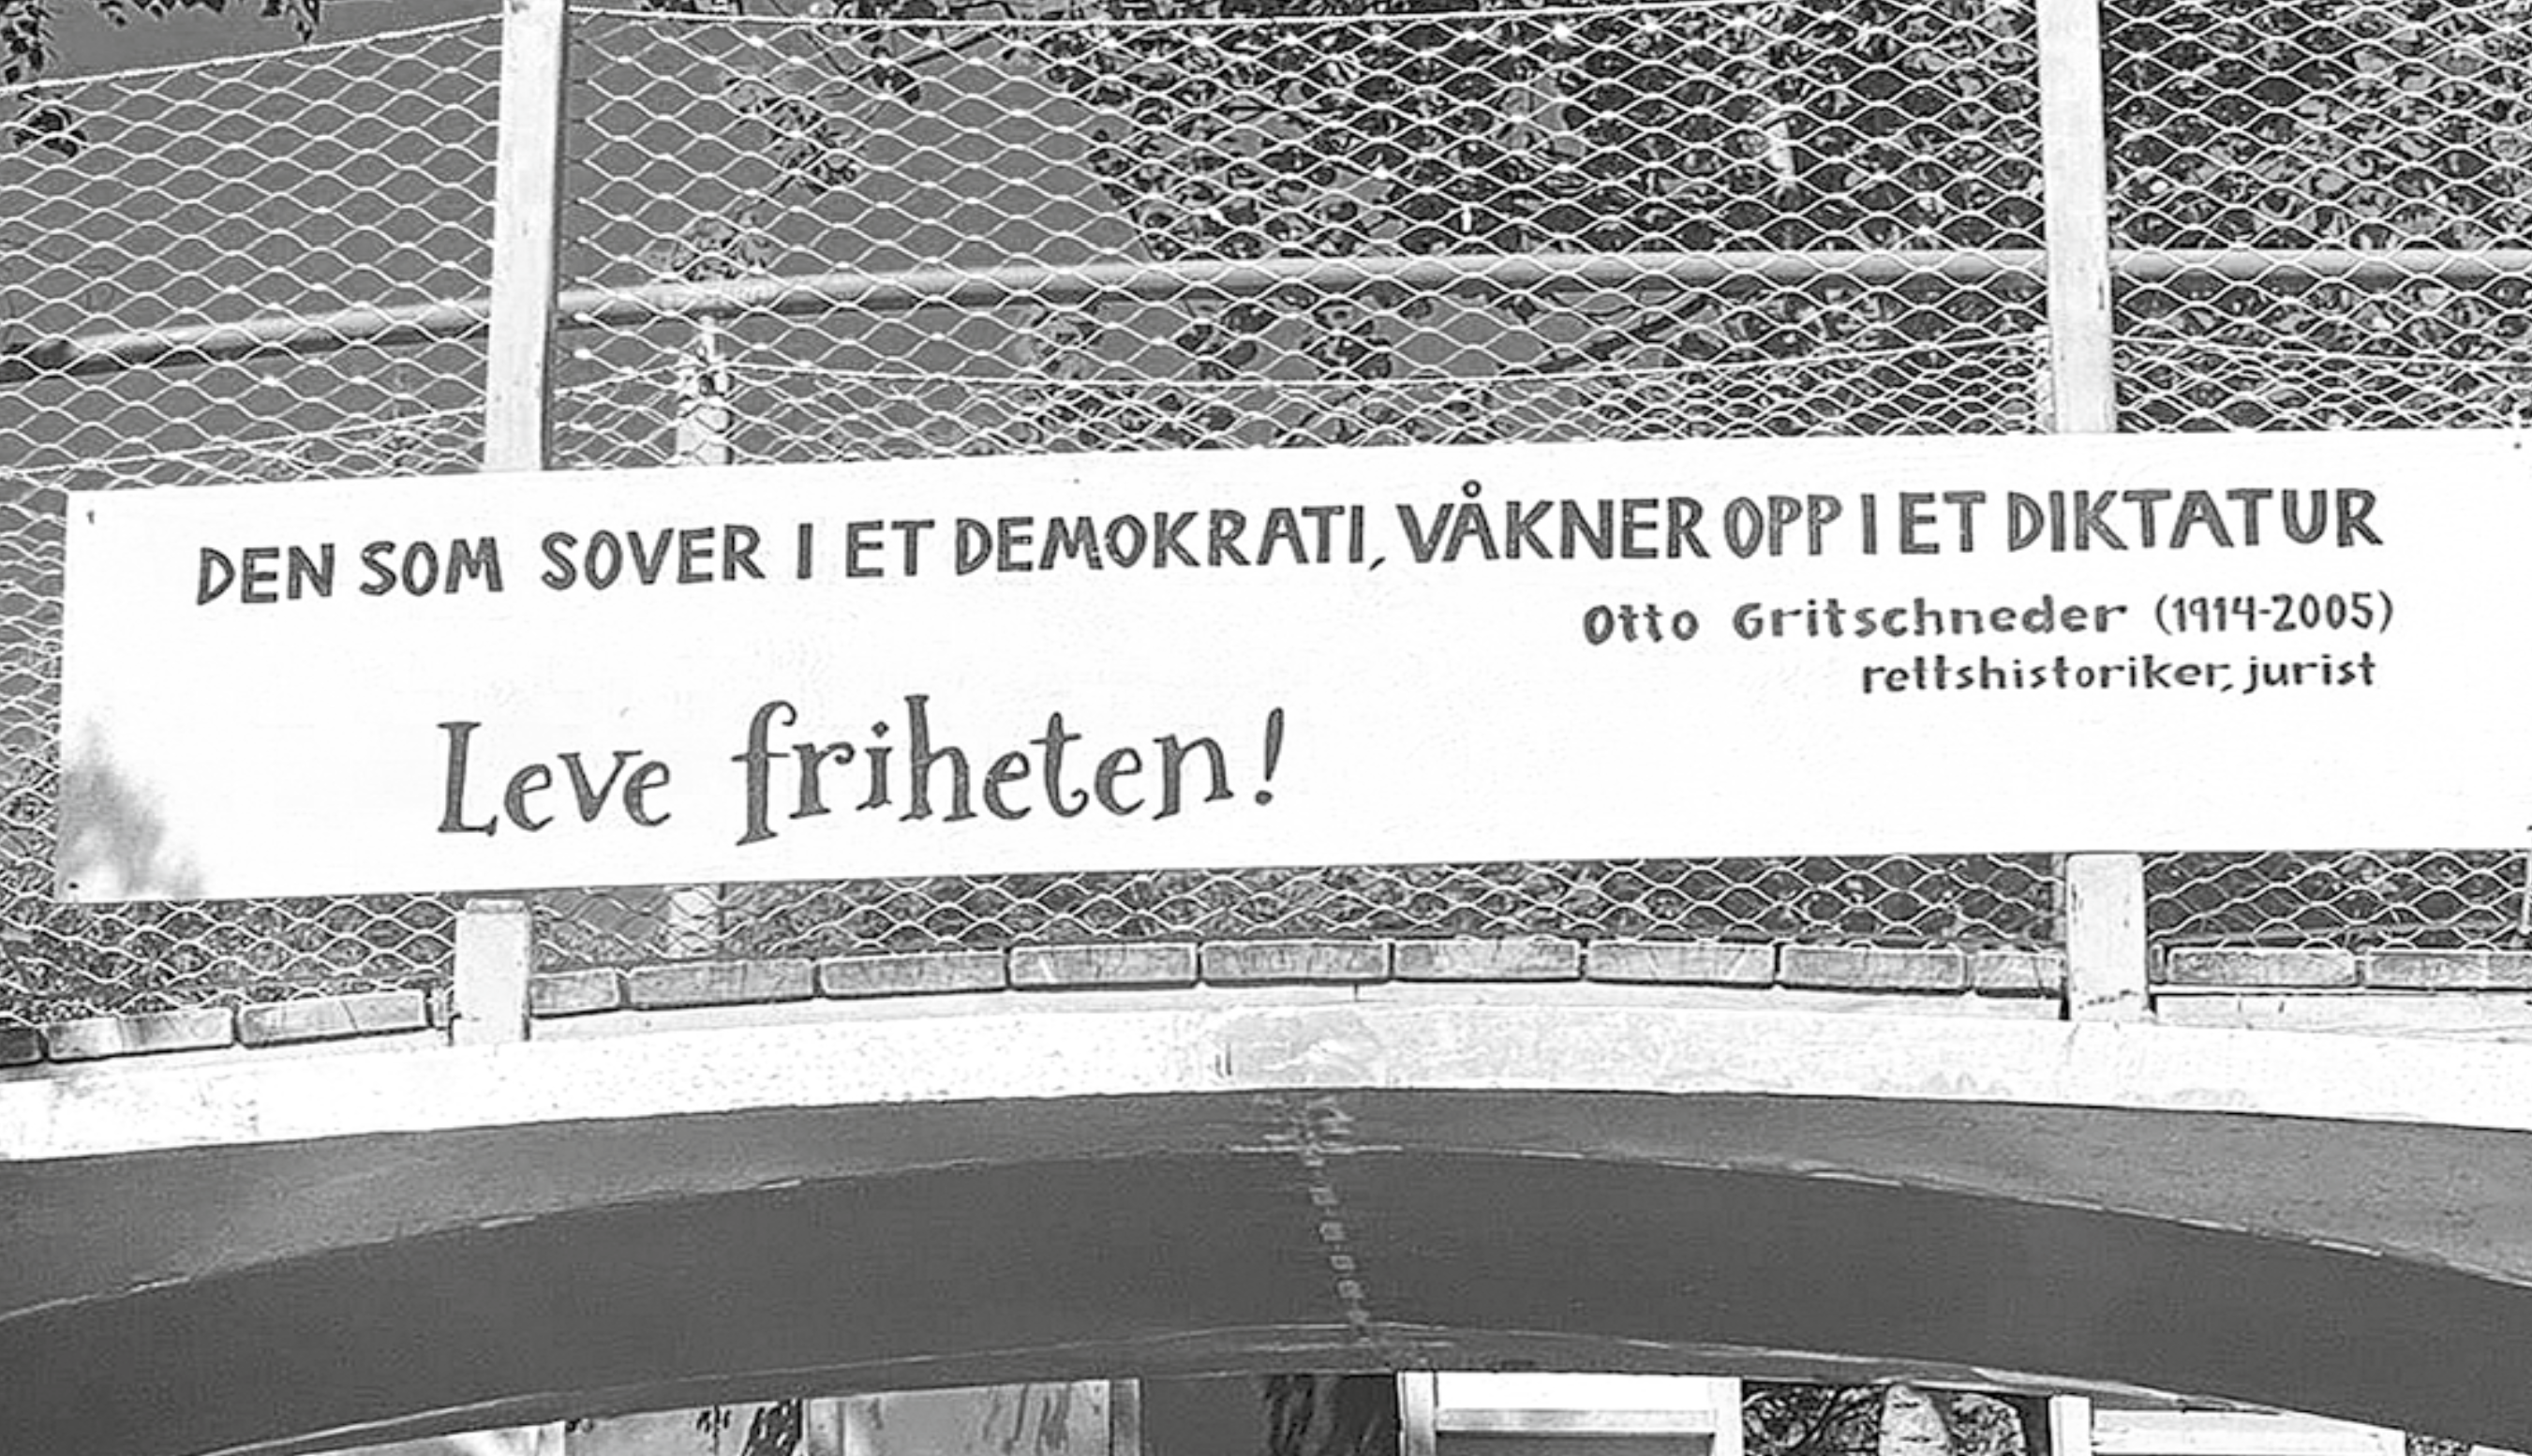 DEN SOM SOVER I ET DEMOKRATI, VÅKNER OPP I ET DIKTATUR
Otto Gritschneder (1914-2005)
rettshistoriker, jurist
Leve friheten!